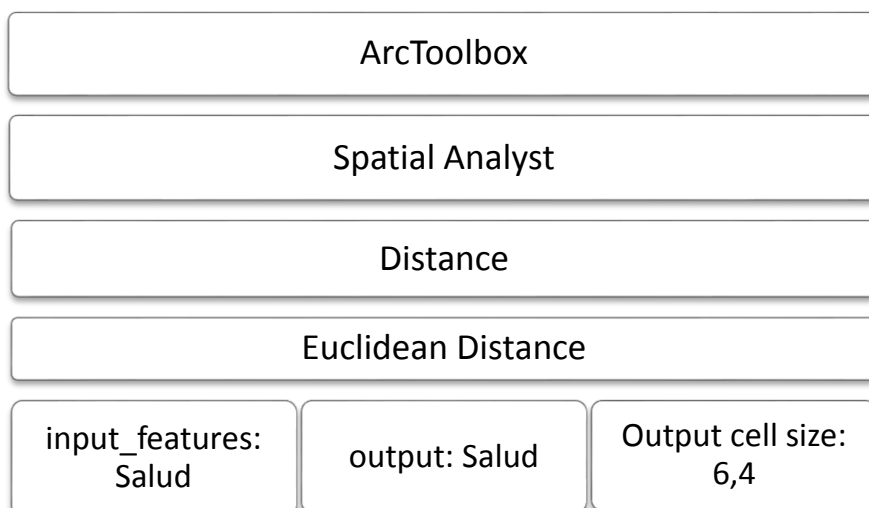 ArcToolbox
Spatial Analyst
Distance
Euclidean Distance
input_features:
Salud
output: Salud
Output cell size:
6,4